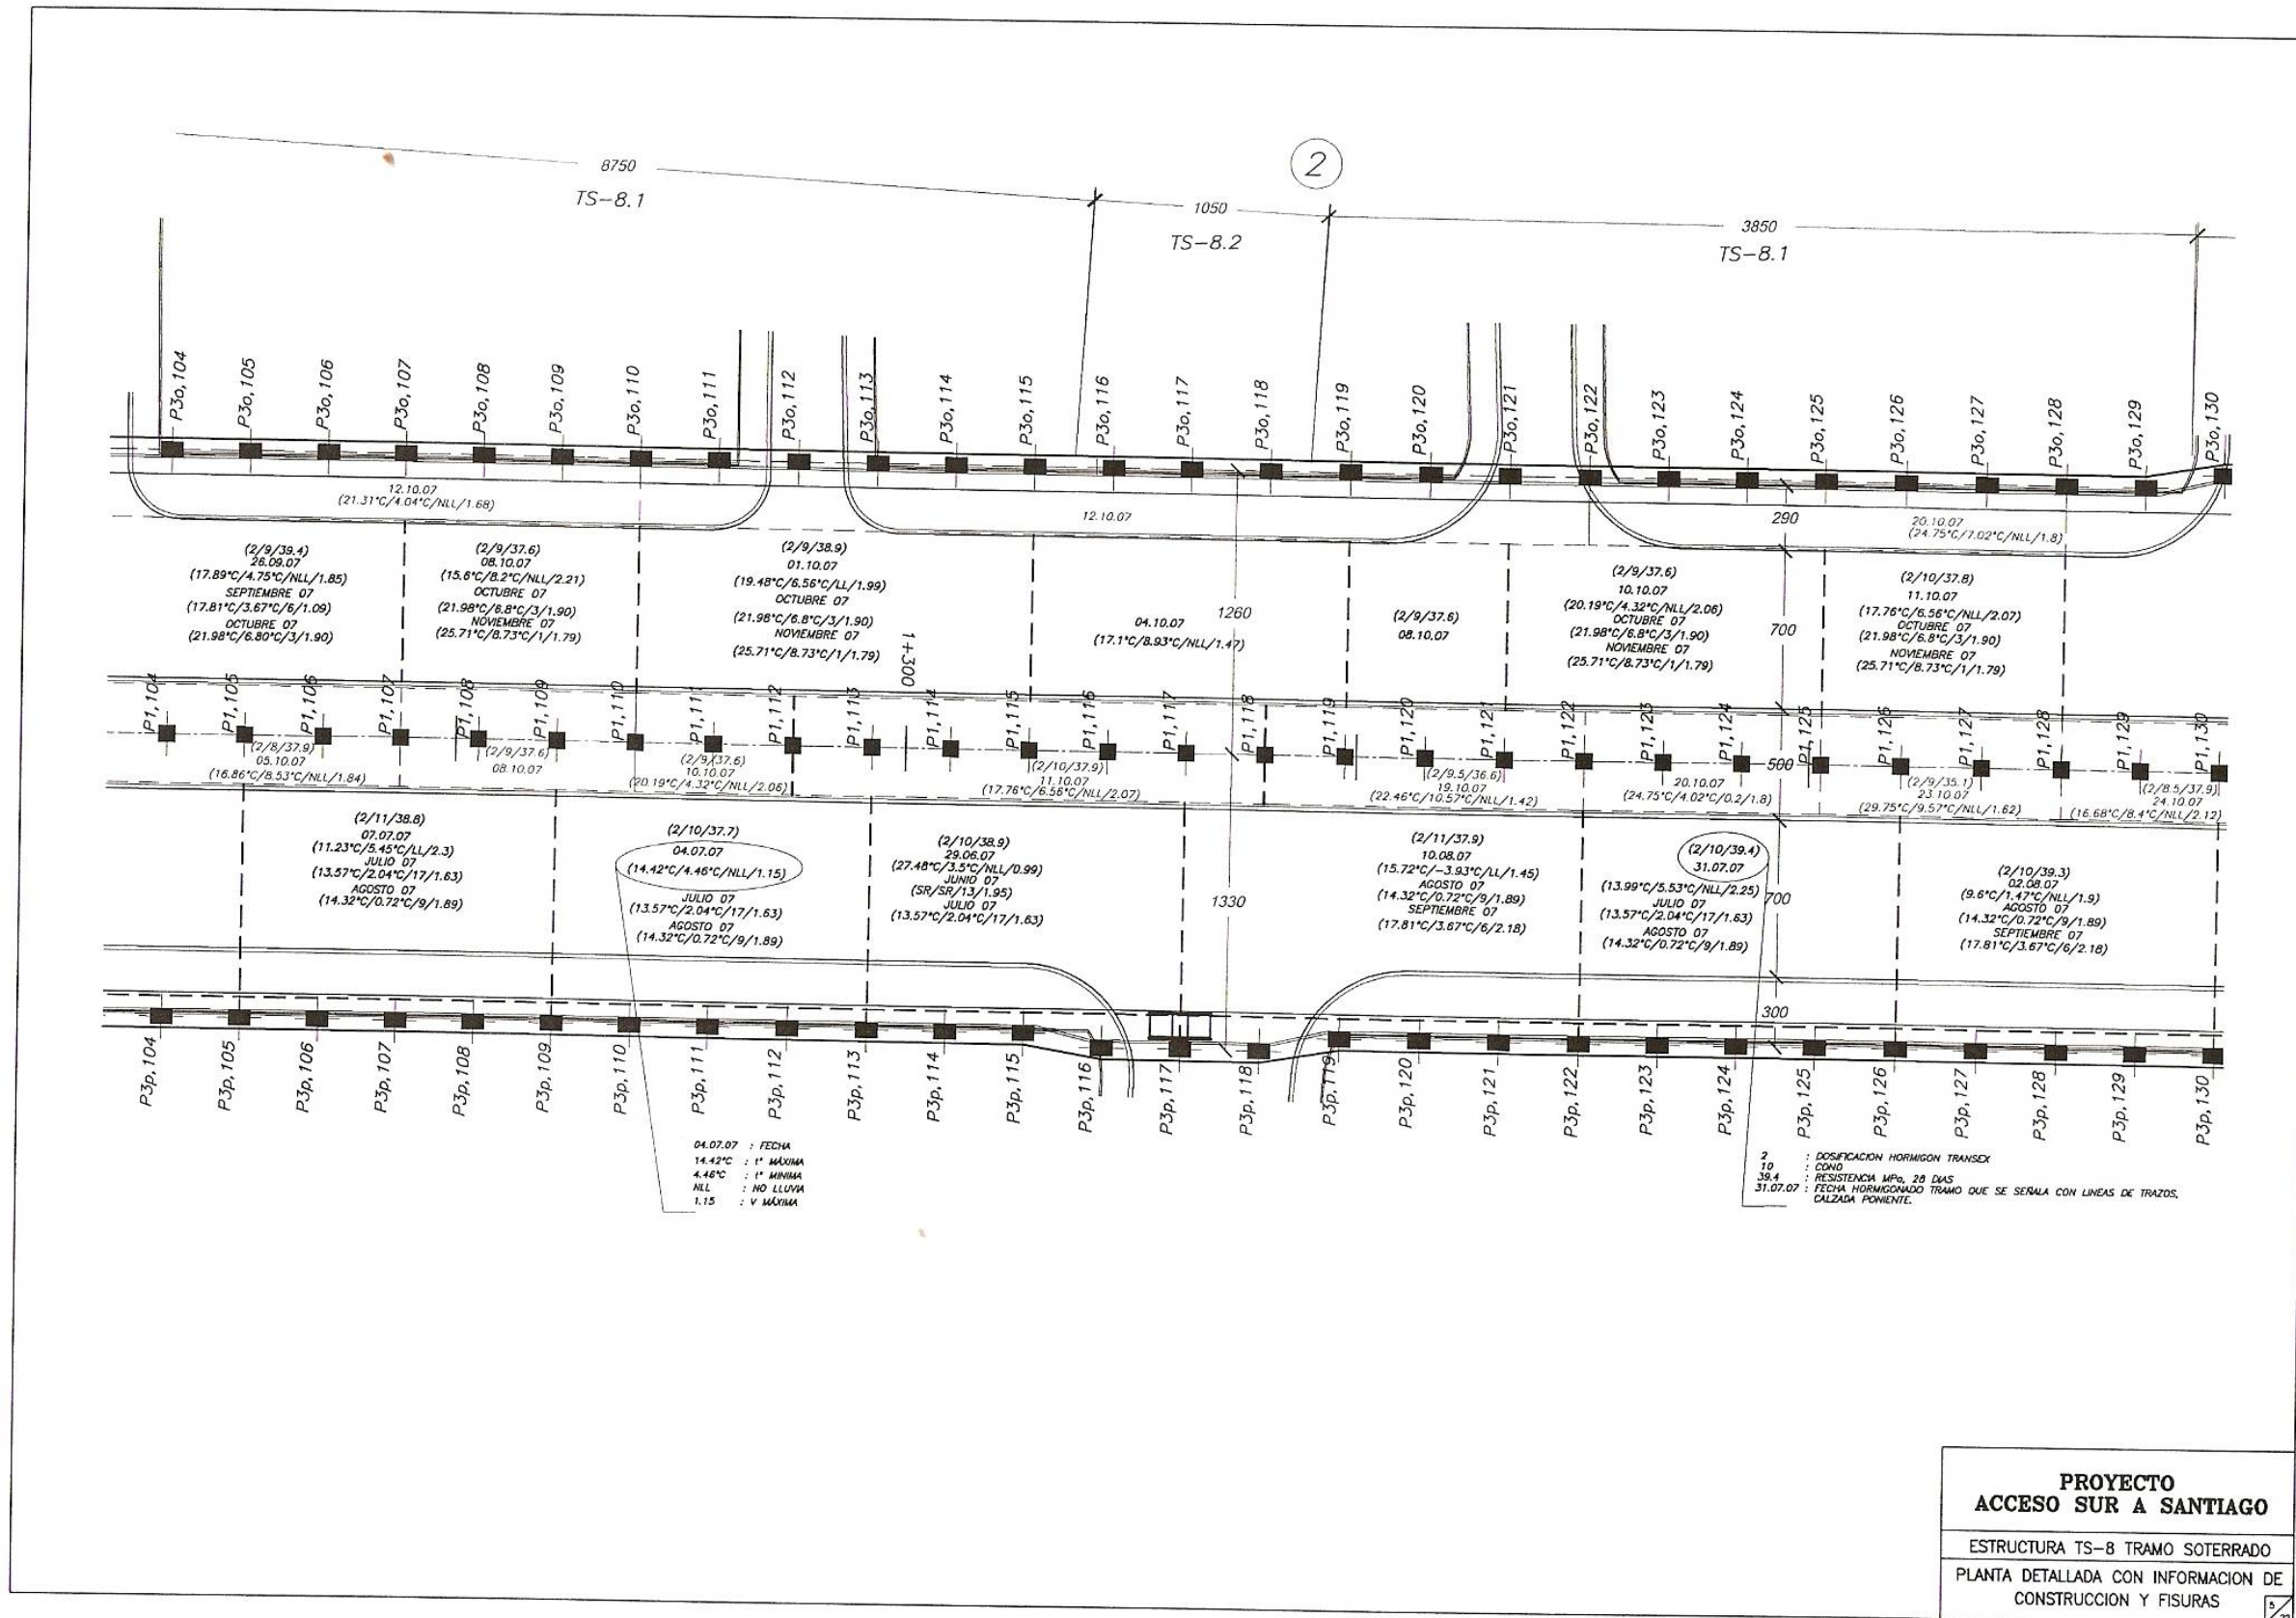 8750
TS-8.1
1050
TS-8.2
2
3850
TS-8.1
P3o,104
P3o,105
P3o,106
P3o,107
P3o,108
P3o,109
P3o,110
P3o,111
P3o,112
P3o,113
P3o,114
P3o,115
P3o,116
P3o,117
P3o,118
P3o,119
P3o,120
P3o,121
P3o,122
P3o,123
P3o,124
P3o,125
P3o,126
P3o,127
P3o,128
P3o,129
P3o,130
12.10.07
(21.31°C/4.04°C/NLL/1.68)
12.10.07
290
20.10.07
(24.75°C/7.02°C/NLL/1.8)
(2/9/39.4)
26.09.07
(17.89°C/4.75°C/NLL/1.85)
SEPTIEMBRE 07
(17.81°C/3.67°C/6/1.09)
OCTUBRE 07
(21.98°C/6.80°C/3/1.90)
(2/9/37.6)
08.10.07
(15.6°C/8.2°C/NLL/2.21)
OCTUBRE 07
(21.98°C/6.8°C/3/1.90)
NOVIEMBRE 07
(25.71°C/8.73°C/1/1.79)
(2/9/38.9)
01.10.07
(19.48°C/6.56°C/LL/1.99)
OCTUBRE 07
(21.98°C/6.8°C/3/1.90)
NOVIEMBRE 07
(25.71°C/8.73°C/1/1.79)
1+300
04.10.07
(17.1°C/8.93°C/NLL/1.47)
1260
(2/9/37.6)
08.10.07
(2/9/37.6)
10.10.07
(20.19°C/4.32°C/NLL/2.06)
OCTUBRE 07
(21.98°C/6.8°C/3/1.90)
NOVIEMBRE 07
(25.71°C/8.73°C/1/1.79)
700
(2/10/37.8)
11.10.07
(17.76°C/6.56°C/NLL/2.07)
OCTUBRE 07
(21.98°C/6.8°C/3/1.90)
NOVIEMBRE 07
(25.71°C/8.73°C/1/1.79)
P1,104
P1,105
P1,106
P1,107
P1,108
P1,109
P1,110
P1,111
P1,112
P1,113
P1,114
P1,115
P1,116
P1,117
P1,118
P1,119
P1,120
P1,121
P1,122
P1,123
P1,124
P1,125
P1,126
P1,127
P1,128
P1,129
P1,130
(2/8/37.9)
05.10.07
(16.86°C/8.53°C/NLL/1.84)
(2/9/37.6)
08.10.07
(2/9/37.6)
10.10.07
(20.19°C/4.32°C/NLL/2.06)
(2/10/37.9)
11.10.07
(17.76°C/6.56°C/NLL/2.07)
(2/9.5/36.6)
19.10.07
(22.46°C/10.57°C/NLL/1.42)
20.10.07
(24.75°C/4.02°C/0.2/1.8)
500
(2/9/35.1)
23.10.07
(29.75°C/9.57°C/NLL/1.62)
(2/8.5/37.9)
24.10.07
(16.68°C/8.4°C/NLL/2.12)
(2/11/38.8)
07.07.07
(11.23°C/5.45°C/LL/2.3)
JULIO 07
(13.57°C/2.04°C/17/1.63)
AGOSTO 07
(14.32°C/0.72°C/9/1.89)
(2/10/37.7)
04.07.07
(14.42°C/4.46°C/NLL/1.15)
JULIO 07
(13.57°C/2.04°C/17/1.63)
AGOSTO 07
(14.32°C/0.72°C/9/1.89)
(2/10/38.9)
29.06.07
(27.48°C/3.5°C/NLL/0.99)
JUNIO 07
(SR/SR/13/1.95)
JULIO 07
(13.57°C/2.04°C/17/1.63)
1330
(2/11/37.9)
10.08.07
(15.72°C/-3.93°C/LL/1.45)
AGOSTO 07
(14.32°C/0.72°C/9/1.89)
SEPTIEMBRE 07
(17.81°C/3.67°C/6/2.18)
(2/10/39.4)
31.07.07
(13.99°C/5.53°C/NLL/2.25)
JULIO 07
(13.57°C/2.04°C/17/1.63)
AGOSTO 07
(14.32°C/0.72°C/9/1.89)
700
(2/10/39.3)
02.08.07
(9.6°C/1.47°C/NLL/1.9)
AGOSTO 07
(14.32°C/0.72°C/9/1.89)
SEPTIEMBRE 07
(17.81°C/3.67°C/6/2.18)
300
P3p,104
P3p,105
P3p,106
P3p,107
P3p,108
P3p,109
P3p,110
P3p,111
P3p,112
P3p,113
P3p,114
P3p,115
P3p,116
P3p,117
P3p,118
P3p,119
P3p,120
P3p,121
P3p,122
P3p,123
P3p,124
P3p,125
P3p,126
P3p,127
P3p,128
P3p,129
P3p,130
04.07.07 : FECHA
14.42°C : t° MÁXIMA
4.46°C : t° MINIMA
NLL : NO LLUVIA
1.15 : V MÁXIMA
2 : DOSIFICACION HORMIGON TRANSEX
10 : CONO
39.4 : RESISTENCIA MPa, 28 DIAS
31.07.07 : FECHA HORMIGONADO TRAMO QUE SE SEÑALA CON LINEAS DE TRAZOS,
CALZADA PONIENTE.
PROYECTO
ACCESO SUR A SANTIAGO
ESTRUCTURA TS-8 TRAMO SOTERRADO
PLANTA DETALLADA CON INFORMACION DE
CONSTRUCCION Y FISURAS